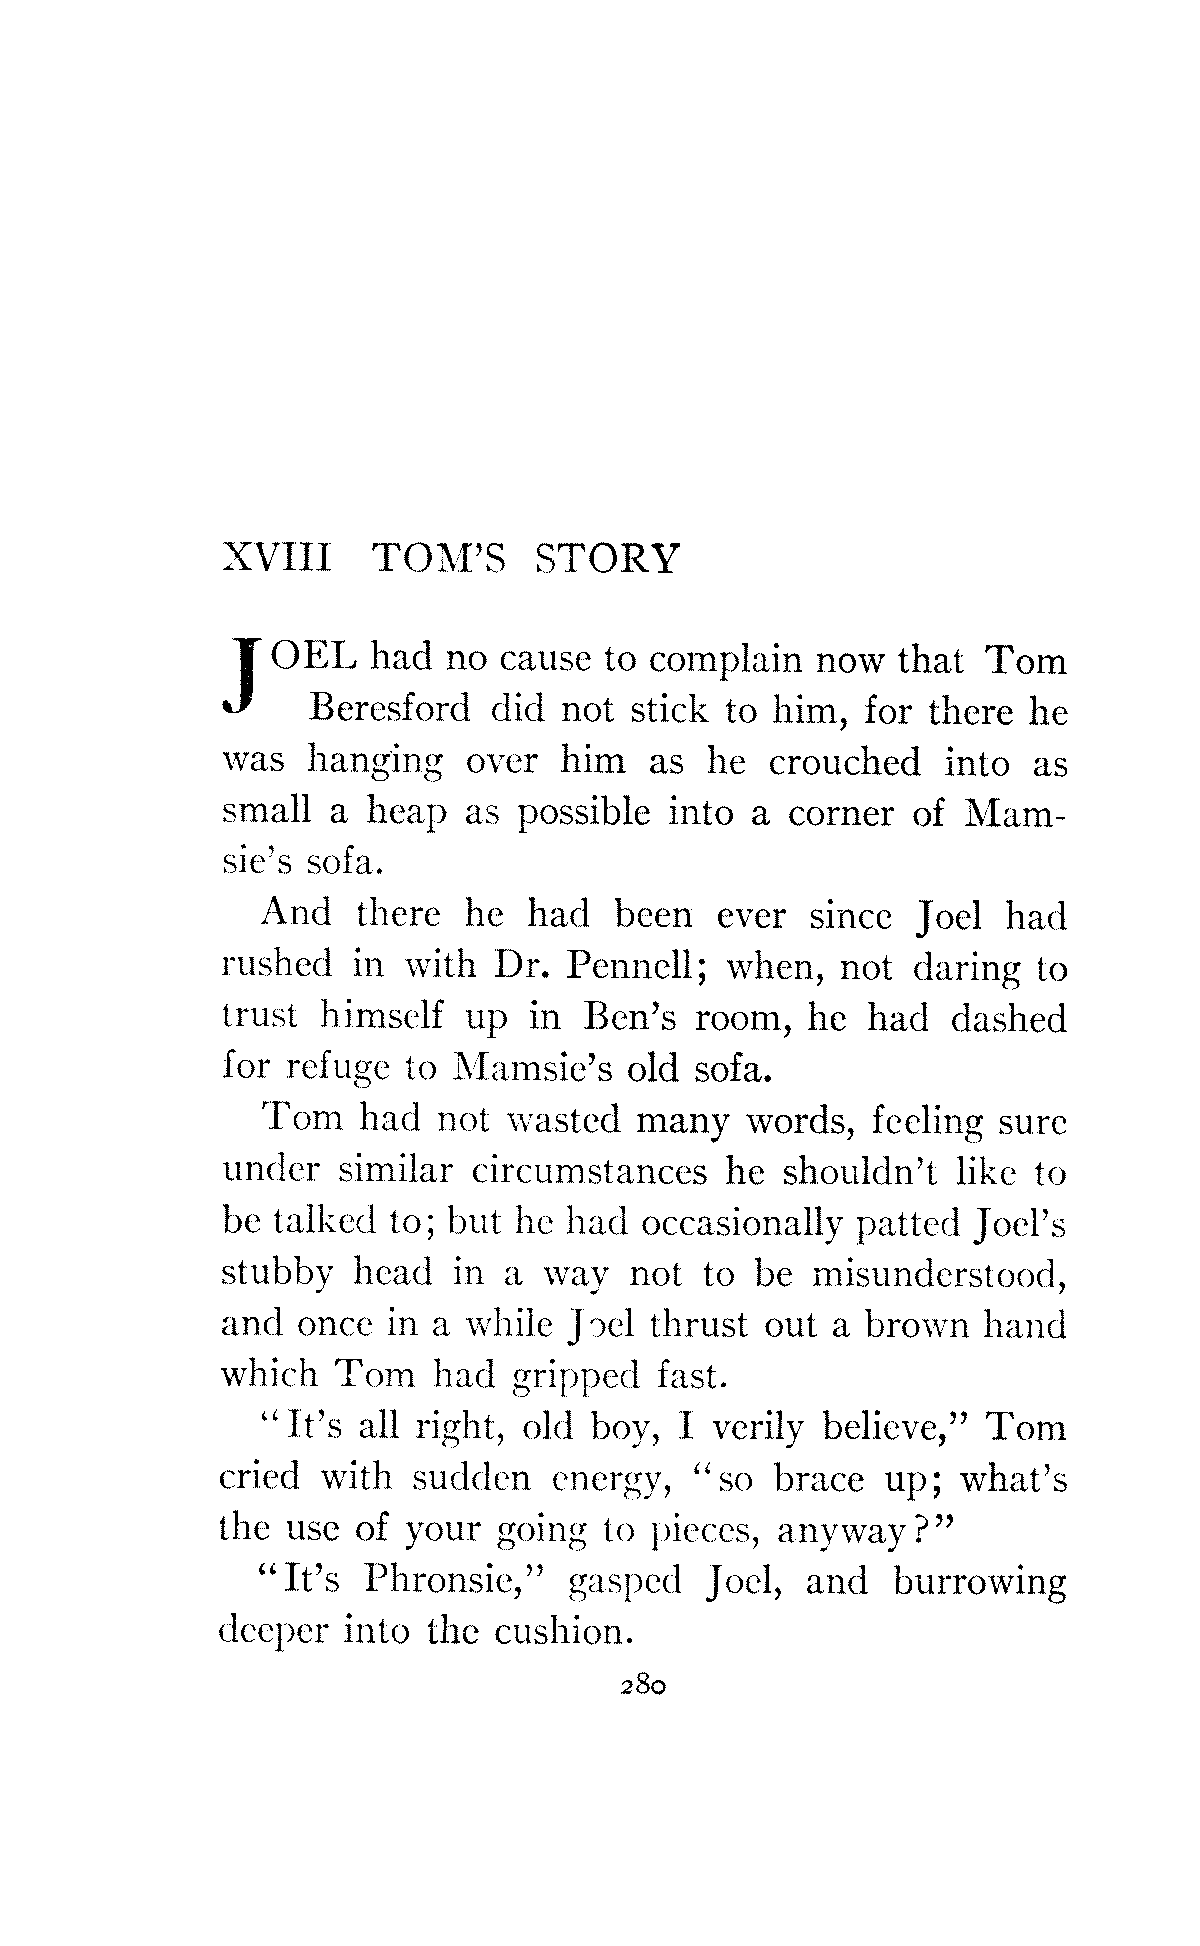 XVIII TOM'S STORY
JOEL had no cause to complain now that Tom
Beresford did not stick to him, for there he
was hanging over him as he crouched into as
small a heap as possible into a corner of Mam-
sie's sofa.
And there he had been ever since Joel had
rushed in with Dr. Pennell; when, not daring to
trust himself up in Ben's room, he had dashed
for refuge to Mamsie's old sofa.
Tom had not wasted many words, feeling sure
under similar circumstances he shouldn't like to
be talked to; but he had occasionally patted Joel's
stubby head in a way not to be misunderstood,
and once in a while Joel thrust out a brown hand
which Tom had gripped fast.
"It's all right, old boy, I verily believe," Tom
cried with sudden energy, "so brace up; what's
the use of your going to pieces, anyway?"
"It's Phronsie," gasped Joel, and burrowing
deeper into the cushion.
280